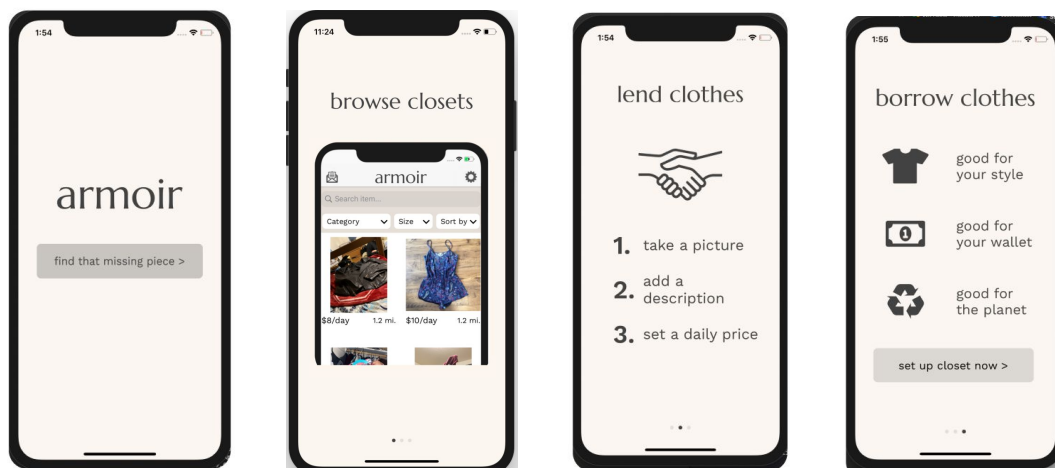 1:54
armoir
find that missing piece >
11:24
browse closets
armoir
Search item...
Category Size Sort by
$8/day 1.2 mi. $10/day 1.2 mi.
1:54
lend clothes
1. take a picture
2. add a
description
3. set a daily price
1:55
borrow clothes
good for
your style
1
good for
your wallet
good for
the planet
set up closet now >